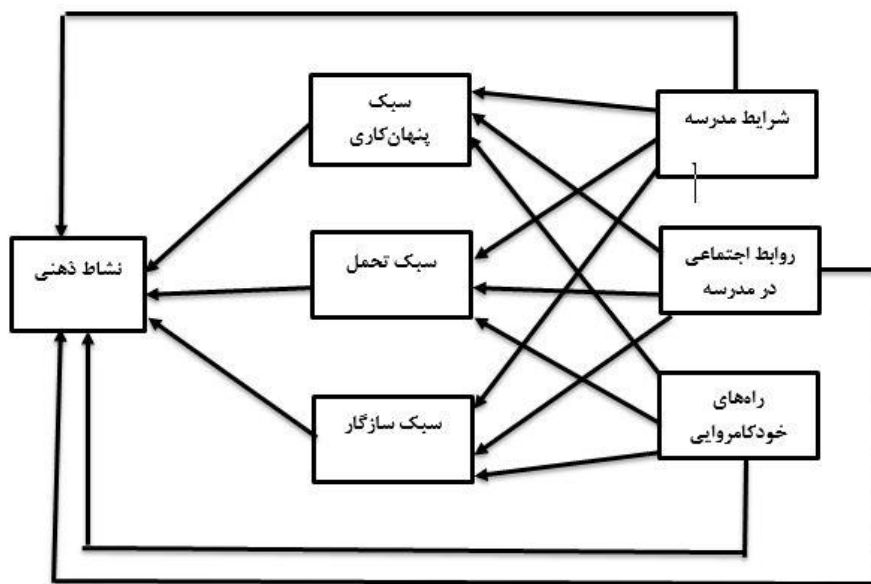 شرایط مدرسه
روابط اجتماعی
در مدرسه
راه‌های
خودکامروایی
سبک
پنهان‌کاری
سبک تحمل
سبک سازگار
نشاط ذهنی